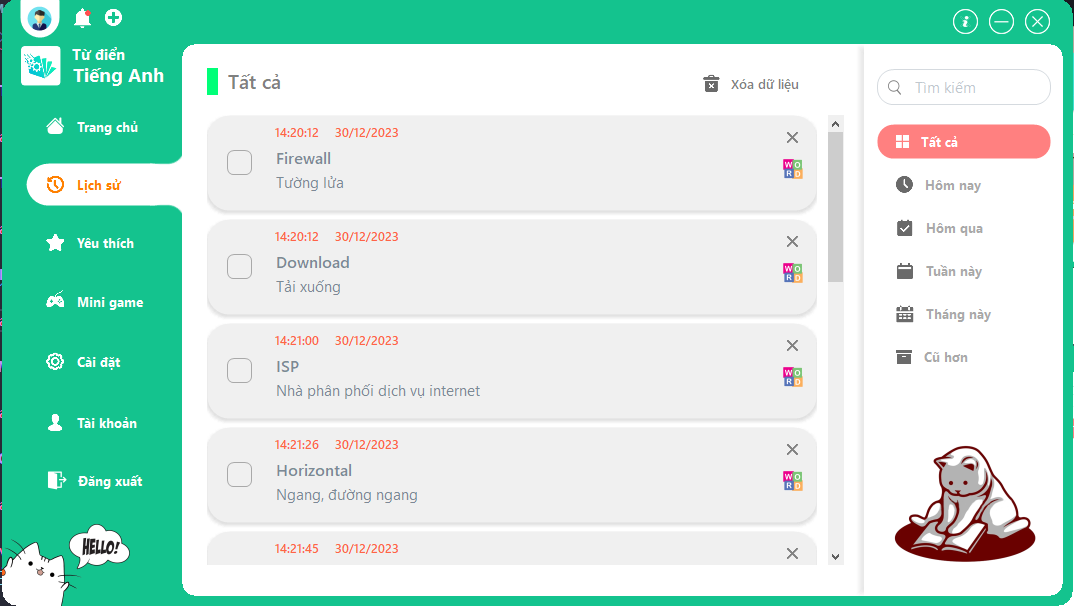 Từ điển
Tiếng Anh
Trang chủ
Lịch sử
Yêu thích
Mini game
Cài đặt
Tài khoản
Đăng xuất
HELLO!
Tất cả
Xóa dữ liệu
14:20:12 30/12/2023
Firewall
Tường lửa
WORD
14:20:12 30/12/2023
Download
Tải xuống
WORD
14:21:00 30/12/2023
ISP
Nhà phân phối dịch vụ internet
WORD
14:21:26 30/12/2023
Horizontal
Ngang, đường ngang
WORD
14:21:45 30/12/2023
Tìm kiếm
Tất cả
Hôm nay
Hôm qua
Tuần này
Tháng này
Cũ hơn